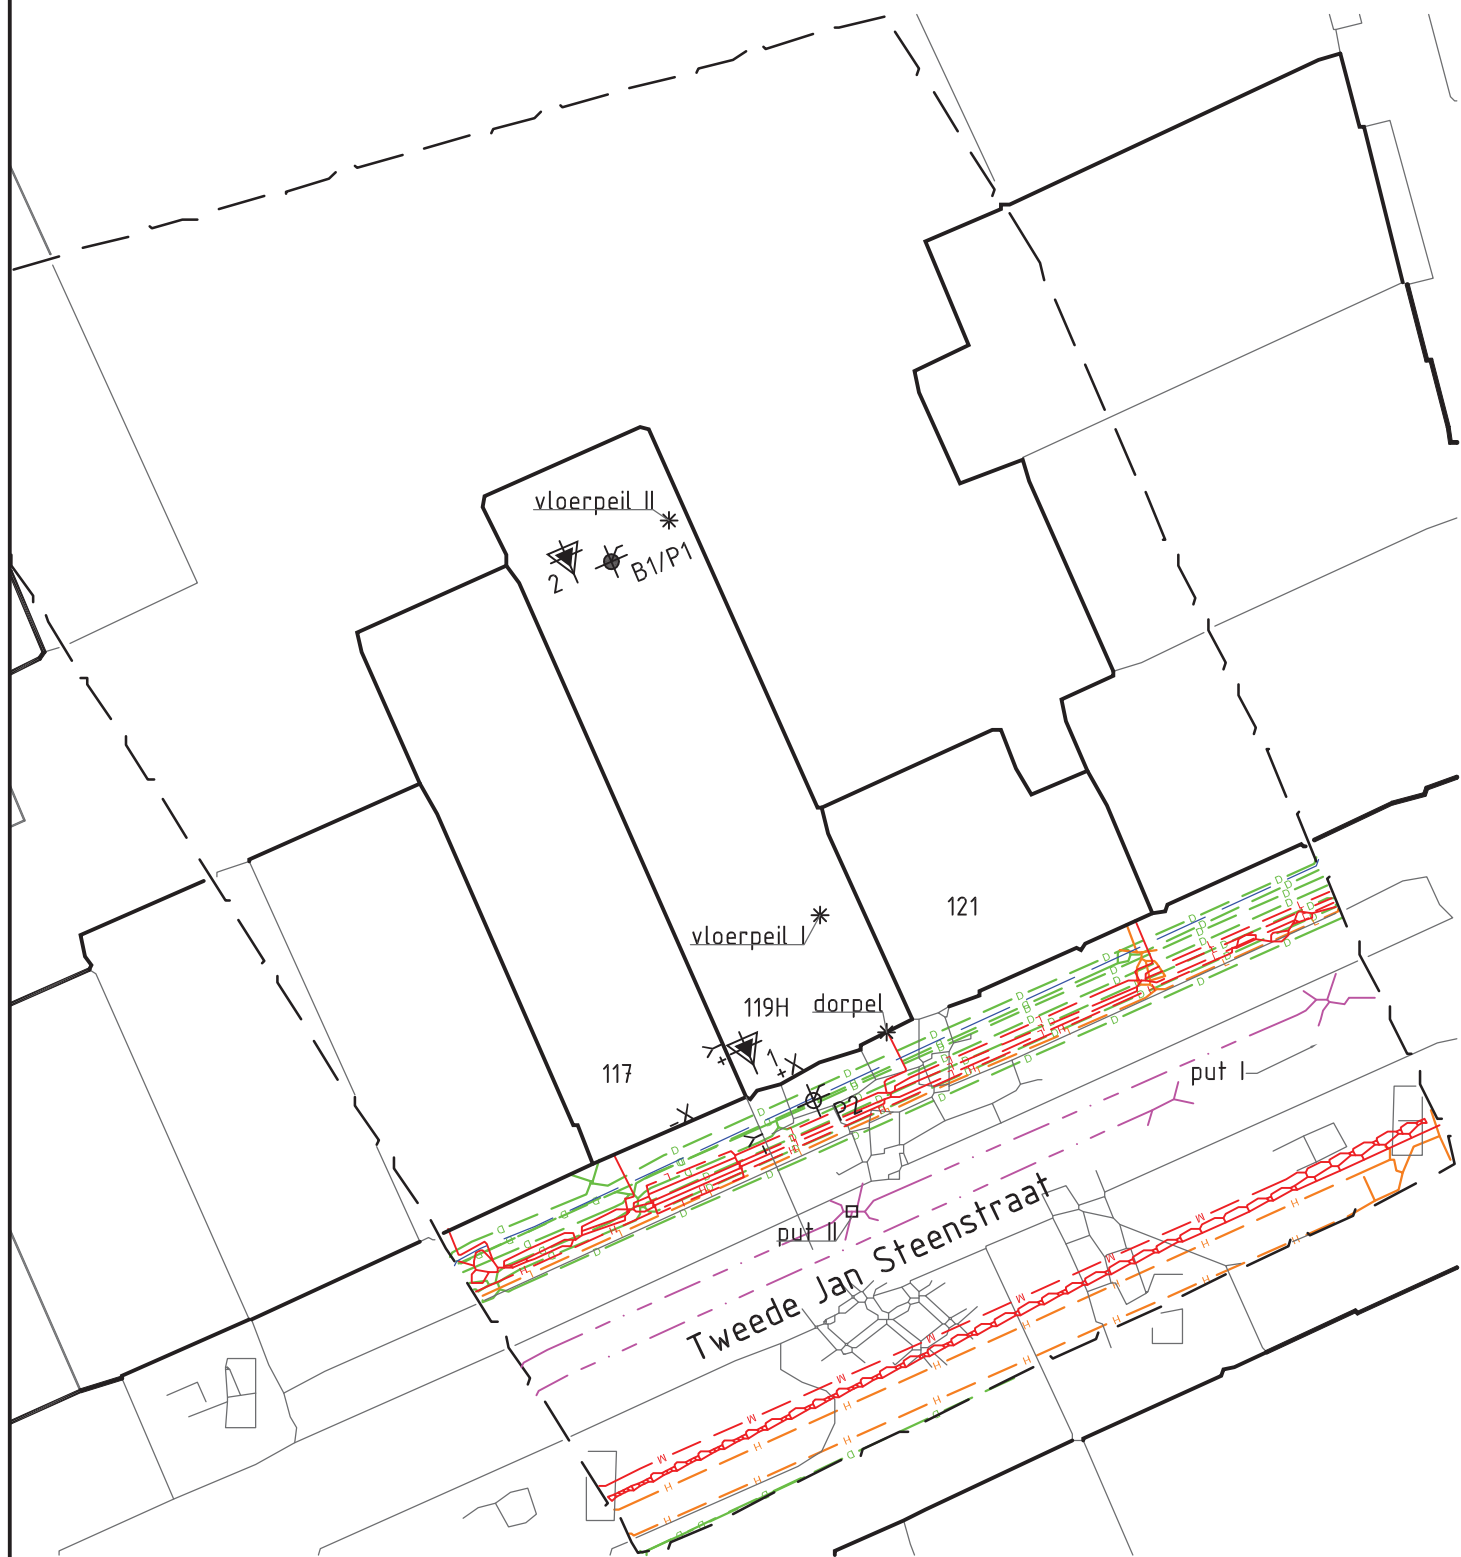 vloerpeil II
2
B1/P1
121
vloerpeil I
119H
dorpel
Y
+
1
+X
117
put I
P2
-X
Y
+
put II
Tweede Jan Steenstraat